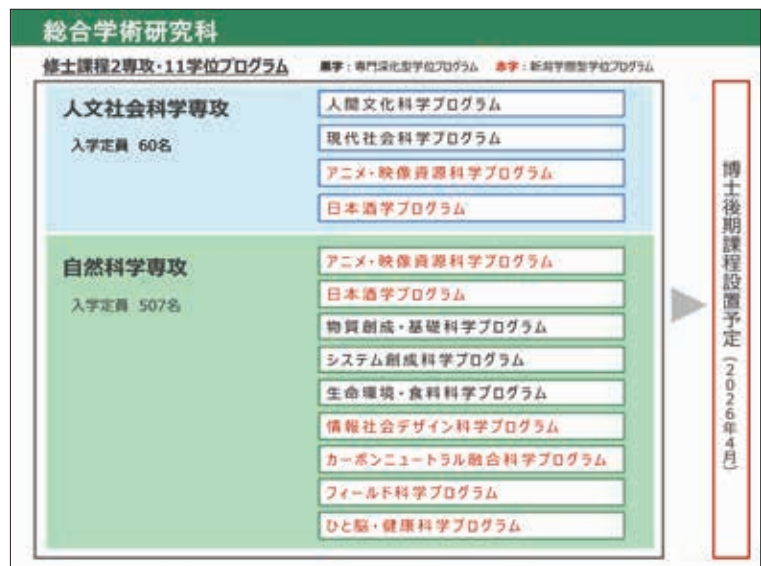 総合学術研究科
修士課程2専攻・11学位プログラム 黒字：専門深化型学位プログラム 赤字：新潟学際型学位プログラム
人文社会科学専攻
入学定員 60名
人間文化科学プログラム
現代社会科学プログラム
アニメ・映像資源科学プログラム
日本酒学プログラム
自然科学専攻
入学定員 507名
アニメ・映像資源科学プログラム
日本酒学プログラム
物質創成・基礎科学プログラム
システム創成科学プログラム
生命環境・食料科学プログラム
情報社会デザイン科学プログラム
カーボンニュートラル融合科学プログラム
フィールド科学プログラム
ひと脳・健康科学プログラム
博士後期課程設置予定（2026年4月）